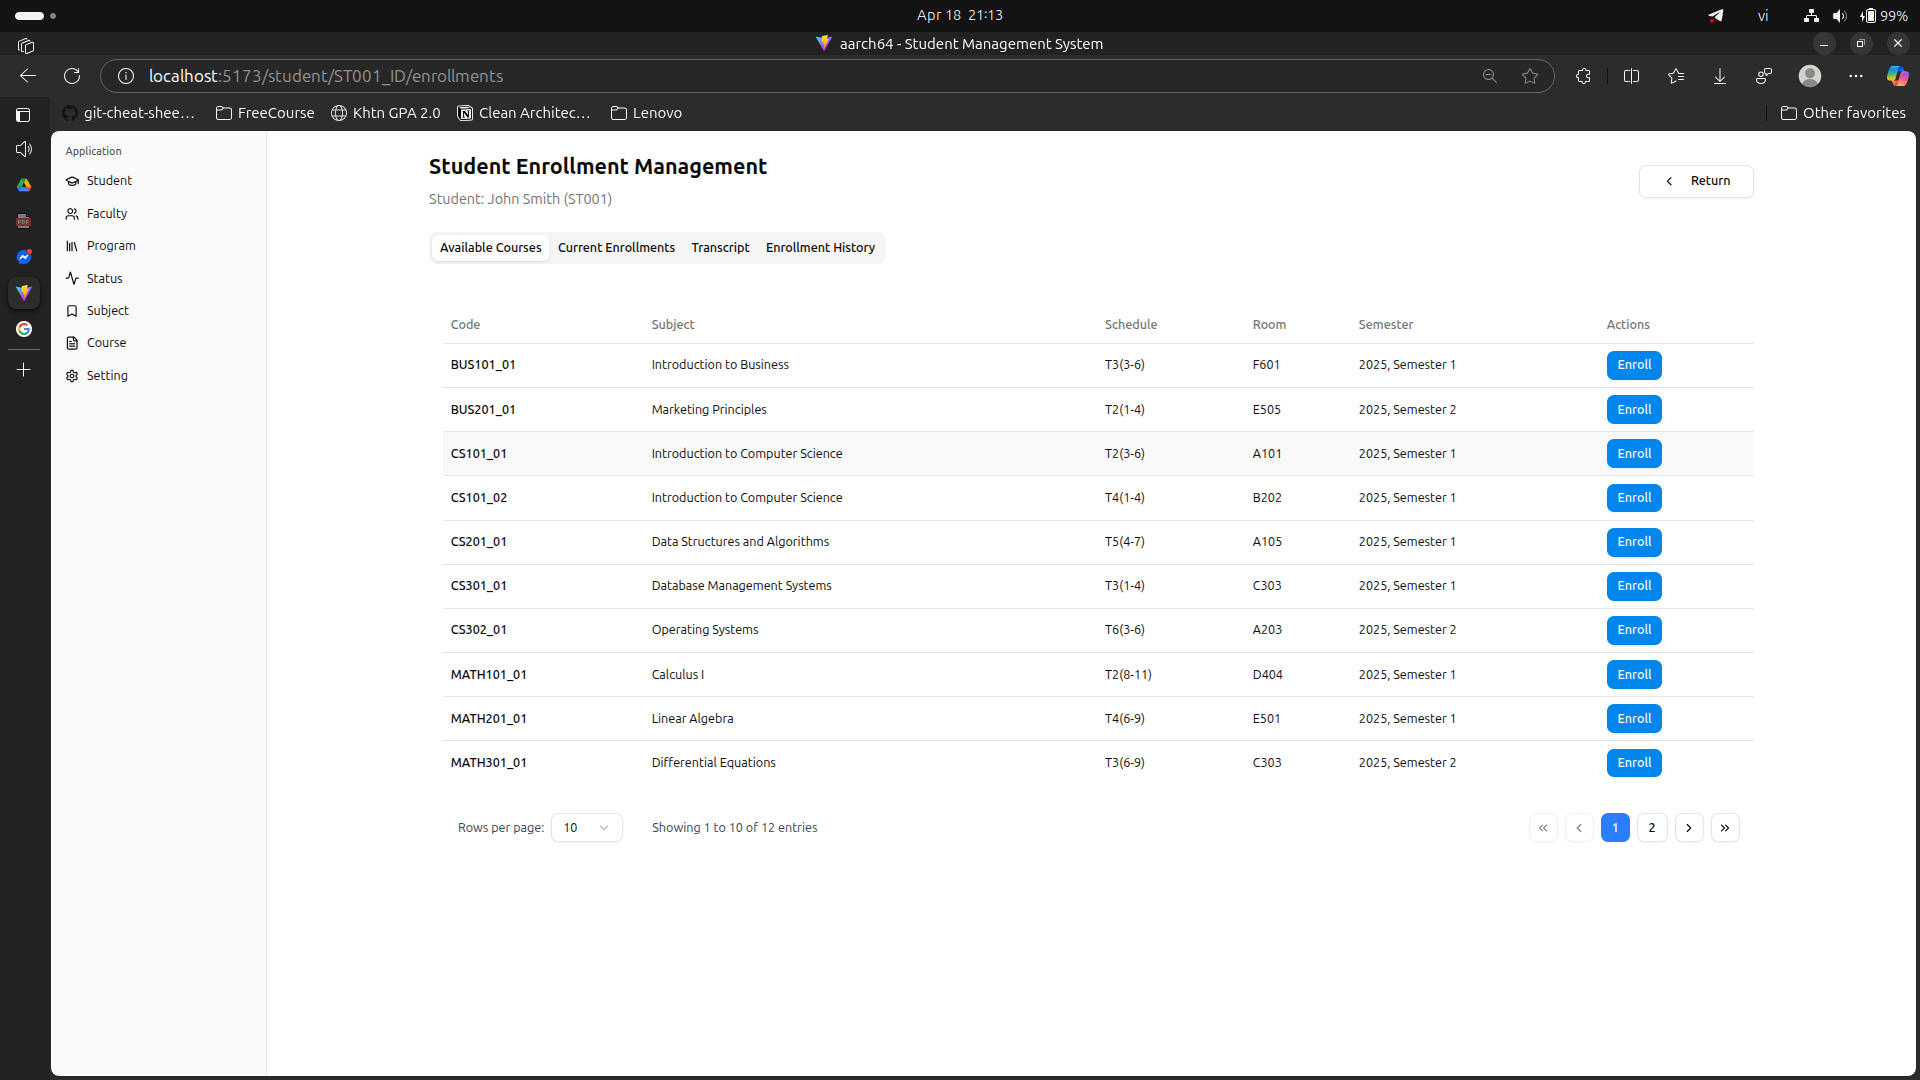 Apr 18 21:13
vi
99%
aarch64 - Student Management System
localhost:5173/student/ST001_ID/enrollments
git-cheat-shee...
FreeCourse
Khtn GPA 2.0
Clean Architec...
Lenovo
Other favorites
Application
Student
Faculty
Program
Status
Subject
Course
Setting
Student Enrollment Management
Student: John Smith (ST001)
Return
Available Courses Current Enrollments Transcript Enrollment History
Code Subject Schedule Room Semester Actions
BUS101_01 Introduction to Business T3(3-6) F601 2025, Semester 1 Enroll
BUS201_01 Marketing Principles T2(1-4) E505 2025, Semester 2 Enroll
CS101_01 Introduction to Computer Science T2(3-6) A101 2025, Semester 1 Enroll
CS101_02 Introduction to Computer Science T4(1-4) B202 2025, Semester 1 Enroll
CS201_01 Data Structures and Algorithms T5(4-7) A105 2025, Semester 1 Enroll
CS301_01 Database Management Systems T3(1-4) C303 2025, Semester 1 Enroll
CS302_01 Operating Systems T6(3-6) A203 2025, Semester 2 Enroll
MATH101_01 Calculus I T2(8-11) D404 2025, Semester 1 Enroll
MATH201_01 Linear Algebra T4(6-9) E501 2025, Semester 1 Enroll
MATH301_01 Differential Equations T3(6-9) C303 2025, Semester 2 Enroll
Rows per page: 10 Showing 1 to 10 of 12 entries « ‹ 1 2 › »